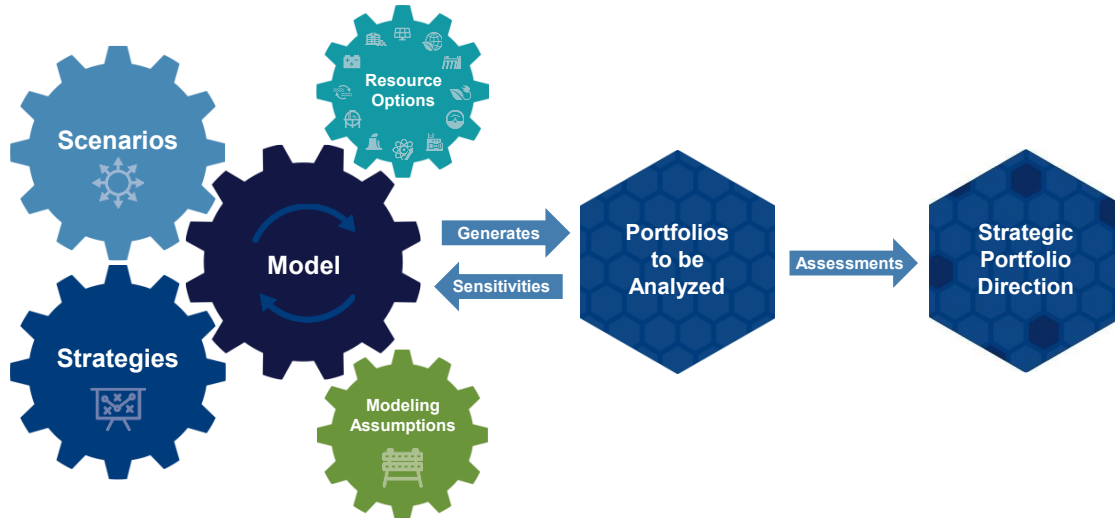 Scenarios
Resource
Options
Model
Strategies
Modeling
Assumptions
Generates
Sensitivities
Portfolios
to be
Analyzed
Assessments
Strategic
Portfolio
Direction